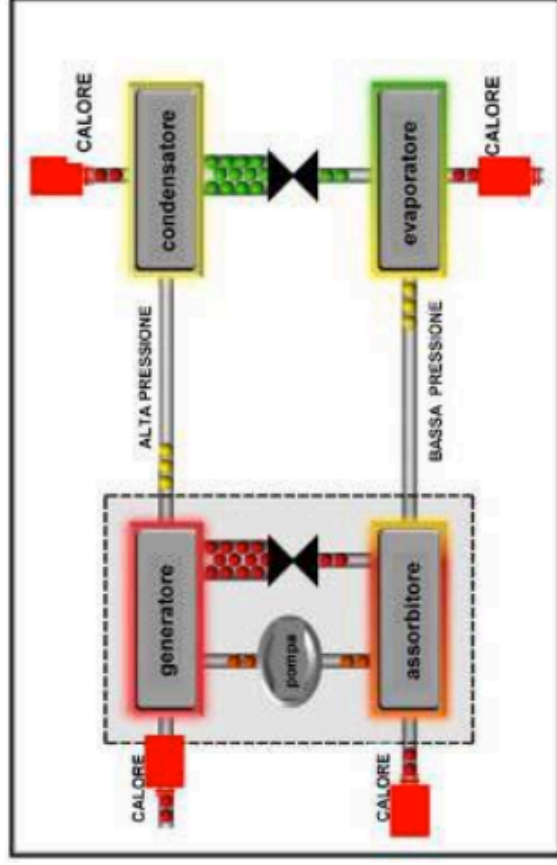 CALORE
generatore
ALTA PRESSIONE
condensatore
CALORE
pompa
CALORE
assorbitore
BASSA PRESSIONE
evaporatore
CALORE